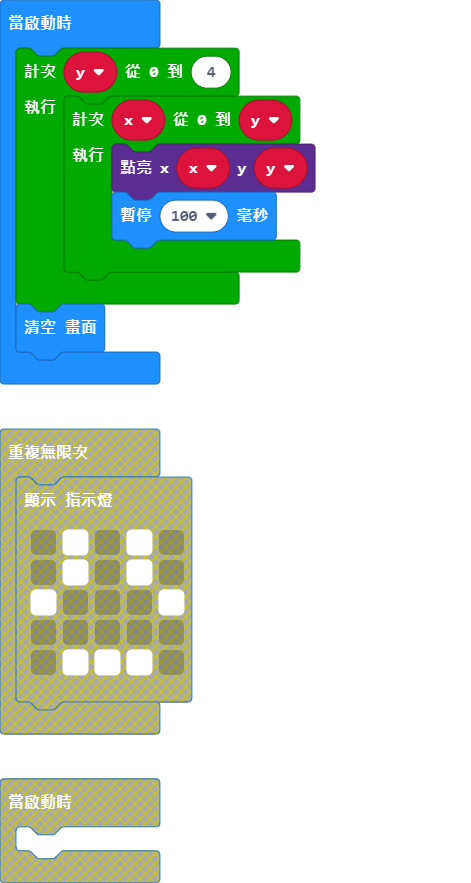 當啟動時
計次 y 從 0 到 4
執行
計次 x 從 0 到 y
執行
點亮 x x y y
暫停 100 毫秒
清空 畫面
重複無限次
顯示 指示燈
當啟動時